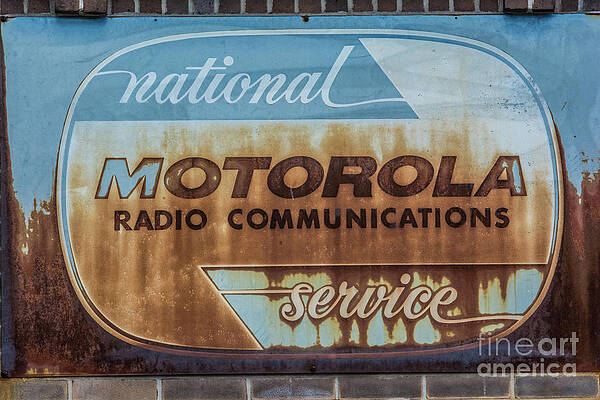 national
MOTOROLA
RADIO COMMUNICATIONS
service
fine art
america